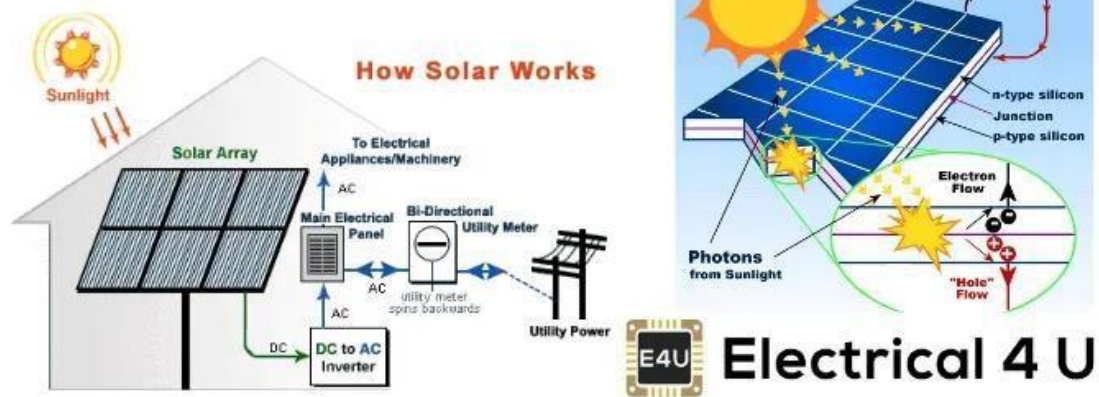 How Solar Works
Sunlight
Solar Array
To Electrical
Appliances/Machinery
AC
Main Electrical
Panel
Bi-Directional
Utility Meter
AC
utility meter
spins backwards
Utility Power
AC
DC
DC to AC
Inverter
n-type silicon
Junction
p-type silicon
Electron
Flow
Photons
from Sunlight
"Hole"
Flow
E4U
Electrical 4 U